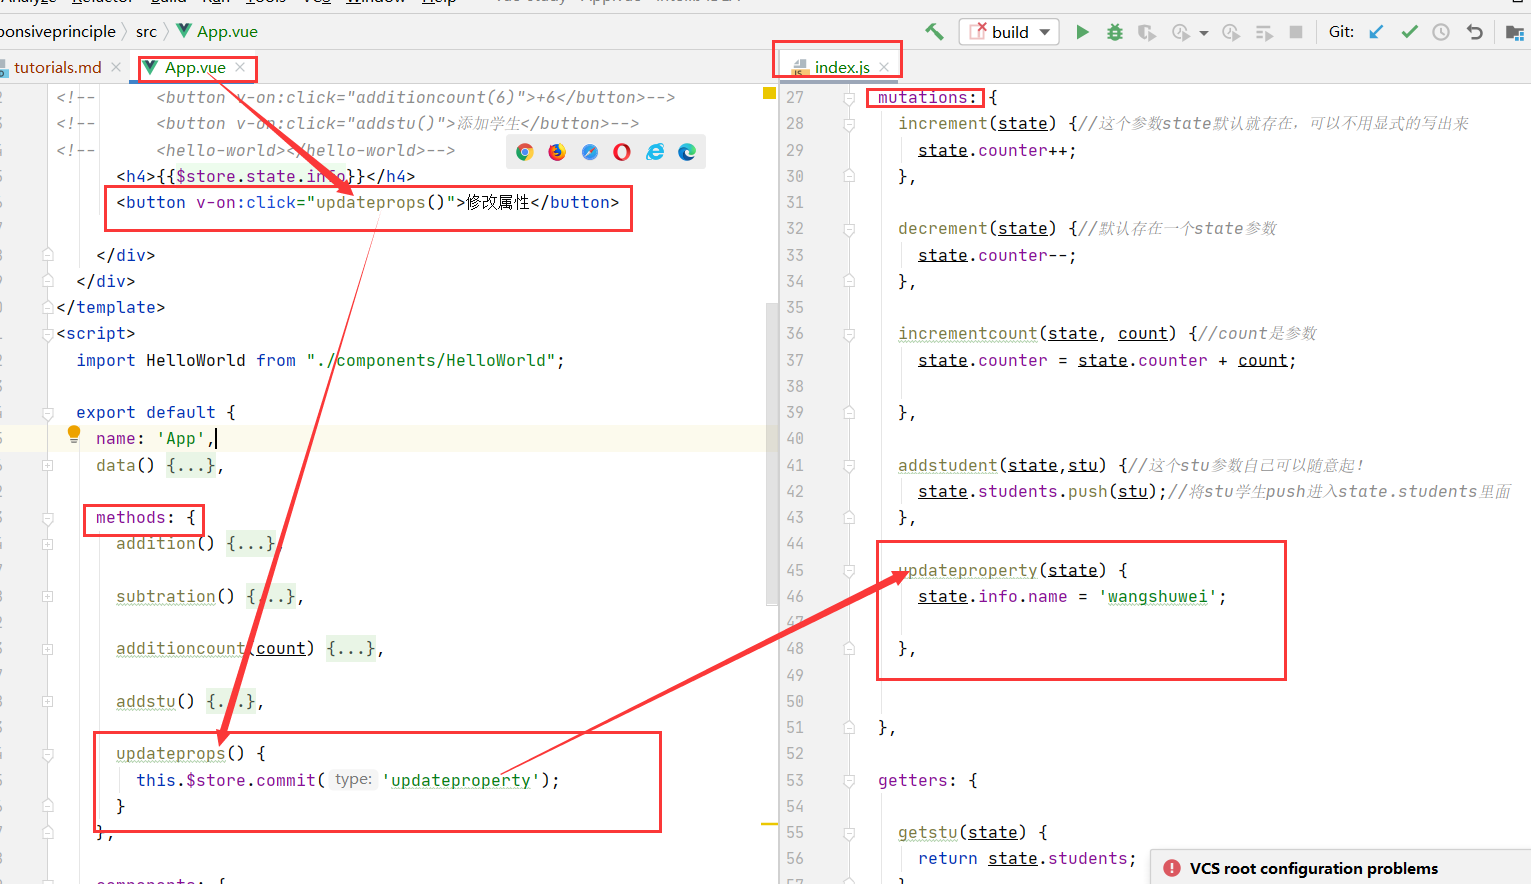 Analyze Refactor Build Run Tools VCS Window Help
onsiveprinciple src App.vue
build
Git:
tutorials.md
App.vue
<!-- <button v-on:click="additioncount(6)">+6</button>-->
<!-- <button v-on:click="addstu()">添加学生</button>-->
<!-- <hello-world></hello-world>-->
<h4>{{$store.state.info}}</h4>
<button v-on:click="updateprops()">修改属性</button>
</div>
</div>
</template>
<script>
import HelloWorld from "./components/HelloWorld";
export default {
name: 'App',
data() {...},
methods: {
addition() {...},
subtration() {...},
additioncount(count) {...},
addstu() {...},
updateprops() {
this.$store.commit( type: 'updateproperty');
}
},
components: {
index.js
27 mutations: {
28 increment(state) {//这个参数state默认就存在，可以不用显式的写出来
29 state.counter++;
30 },
31
32 decrement(state) {//默认存在一个state参数
33 state.counter--;
34 },
35
36 incrementcount(state, count) {//count是参数
37 state.counter = state.counter + count;
38
39 },
40
41 addstudent(state,stu) {//这个stu参数自己可以随意起！
42 state.students.push(stu);//将stu学生push进入state.students里面
43 },
44
45 updateproperty(state) {
46 state.info.name = 'wangshuwei';
47
48 },
49
50
51 },
52
53 getters: {
54
55 getstu(state) {
56 return state.students;
57 }
VCS root configuration problems